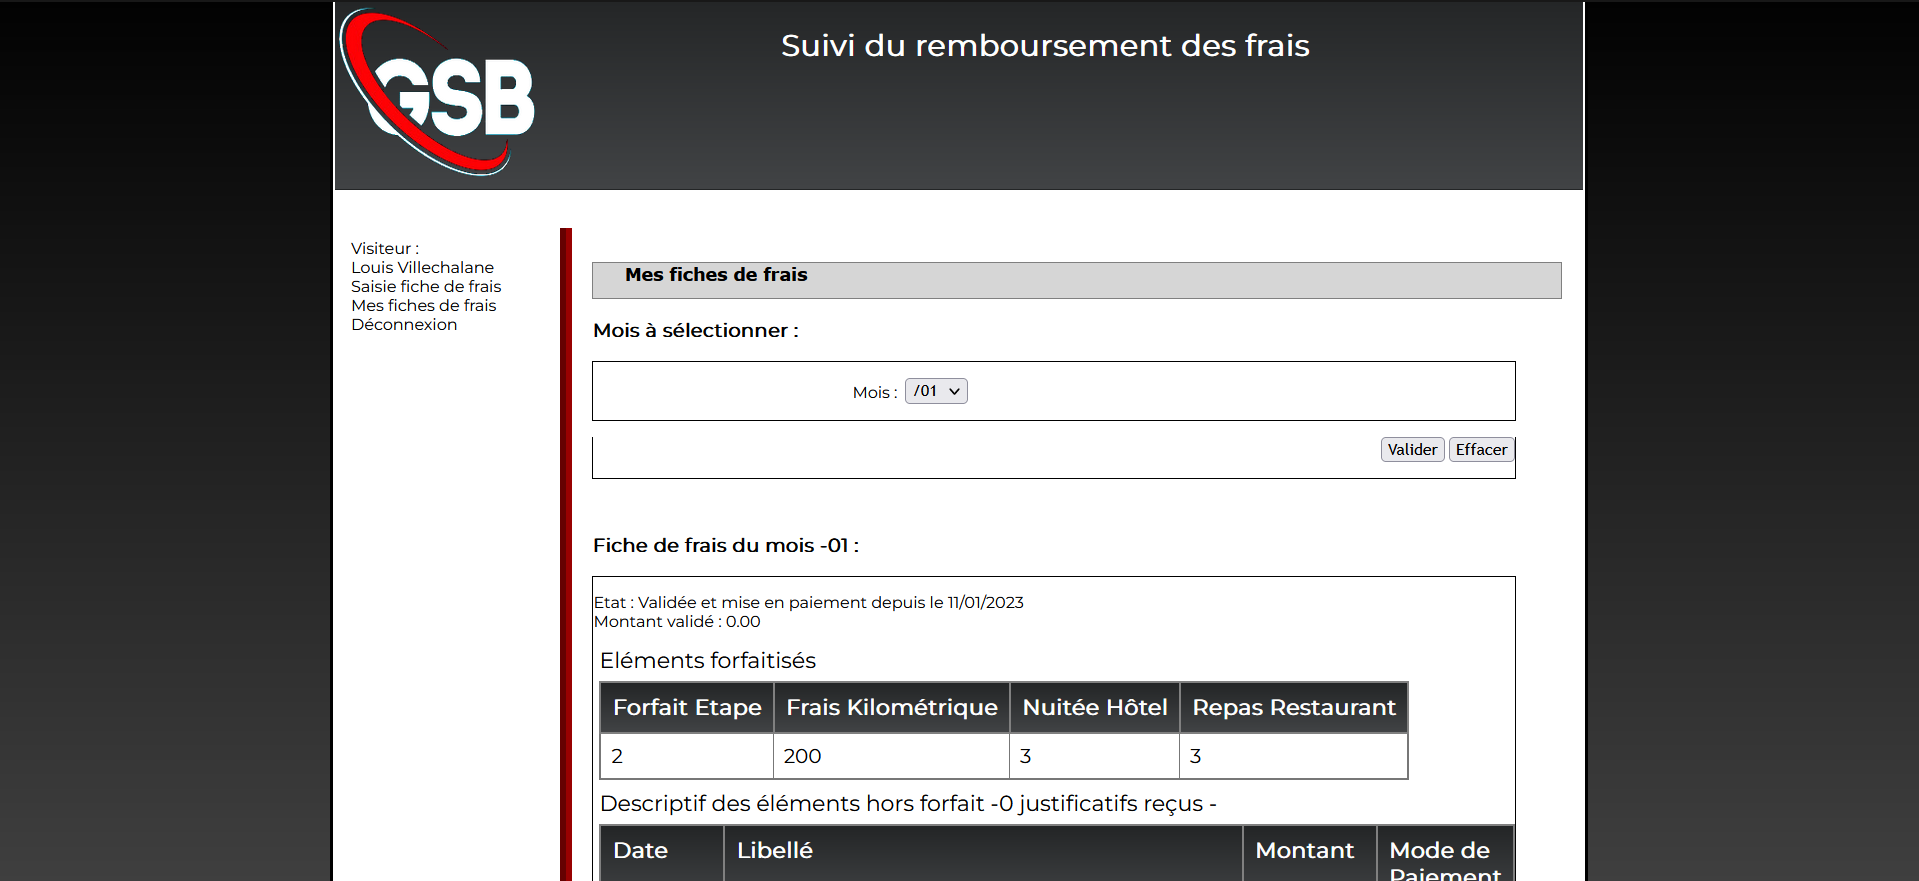 GSB
Suivi du remboursement des frais
Visiteur :
Louis Villechalane
Saisie fiche de frais
Mes fiches de frais
Déconnexion
Mes fiches de frais
Mois à sélectionner :
Mois : /01
Valider Effacer
Fiche de frais du mois -01 :
Etat : Validée et mise en paiement depuis le 11/01/2023
Montant validé : 0.00
Eléments forfaitisés
Forfait Etape Frais Kilométrique Nuitée Hôtel Repas Restaurant
2 200 3 3
Descriptif des éléments hors forfait -0 justificatifs reçus -
Date Libellé Montant Mode de
Paiement